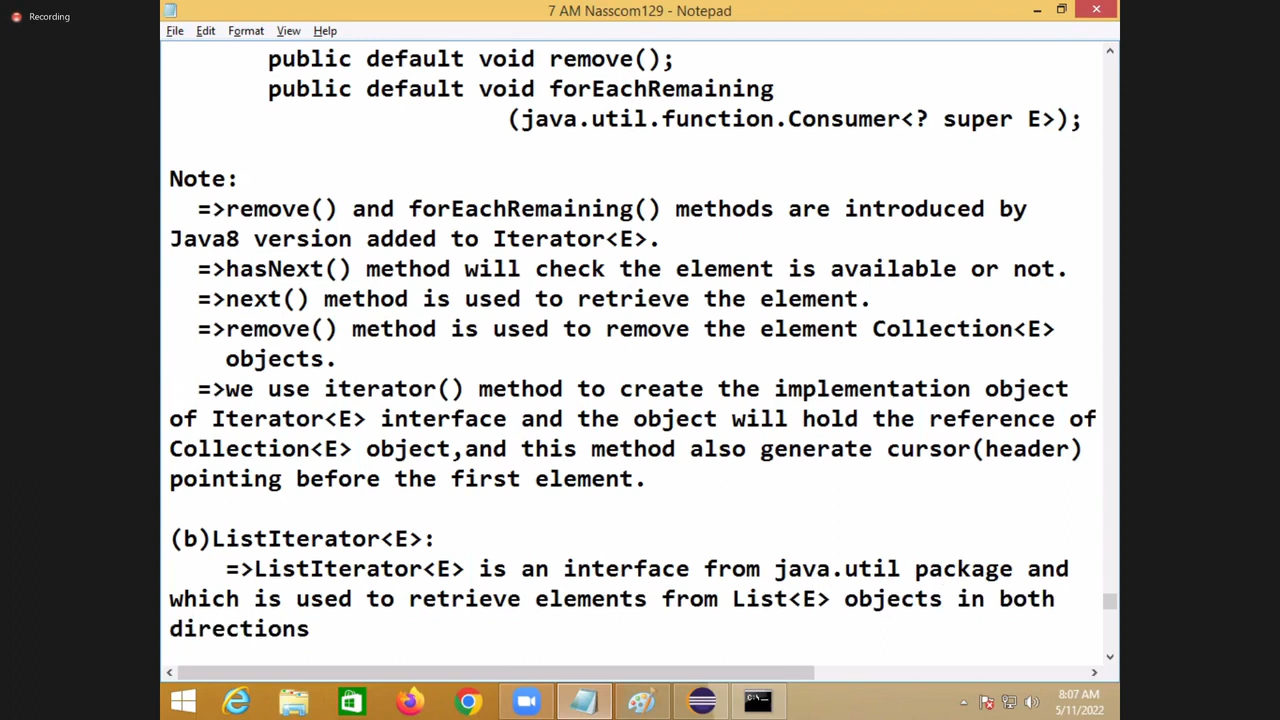 Recording
7 AM Nasscom129 - Notepad
File Edit Format View Help
public default void remove();
public default void forEachRemaining
(java.util.function.Consumer<? super E>);
Note:
=>remove() and forEachRemaining() methods are introduced by
Java8 version added to Iterator<E>.
=>hasNext() method will check the element is available or not.
=>next() method is used to retrieve the element.
=>remove() method is used to remove the element Collection<E>
objects.
=>we use iterator() method to create the implementation object
of Iterator<E> interface and the object will hold the reference of
Collection<E> object,and this method also generate cursor(header)
pointing before the first element.
(b)ListIterator<E>:
=>ListIterator<E> is an interface from java.util package and
which is used to retrieve elements from List<E> objects in both
directions
8:07 AM
5/11/2022